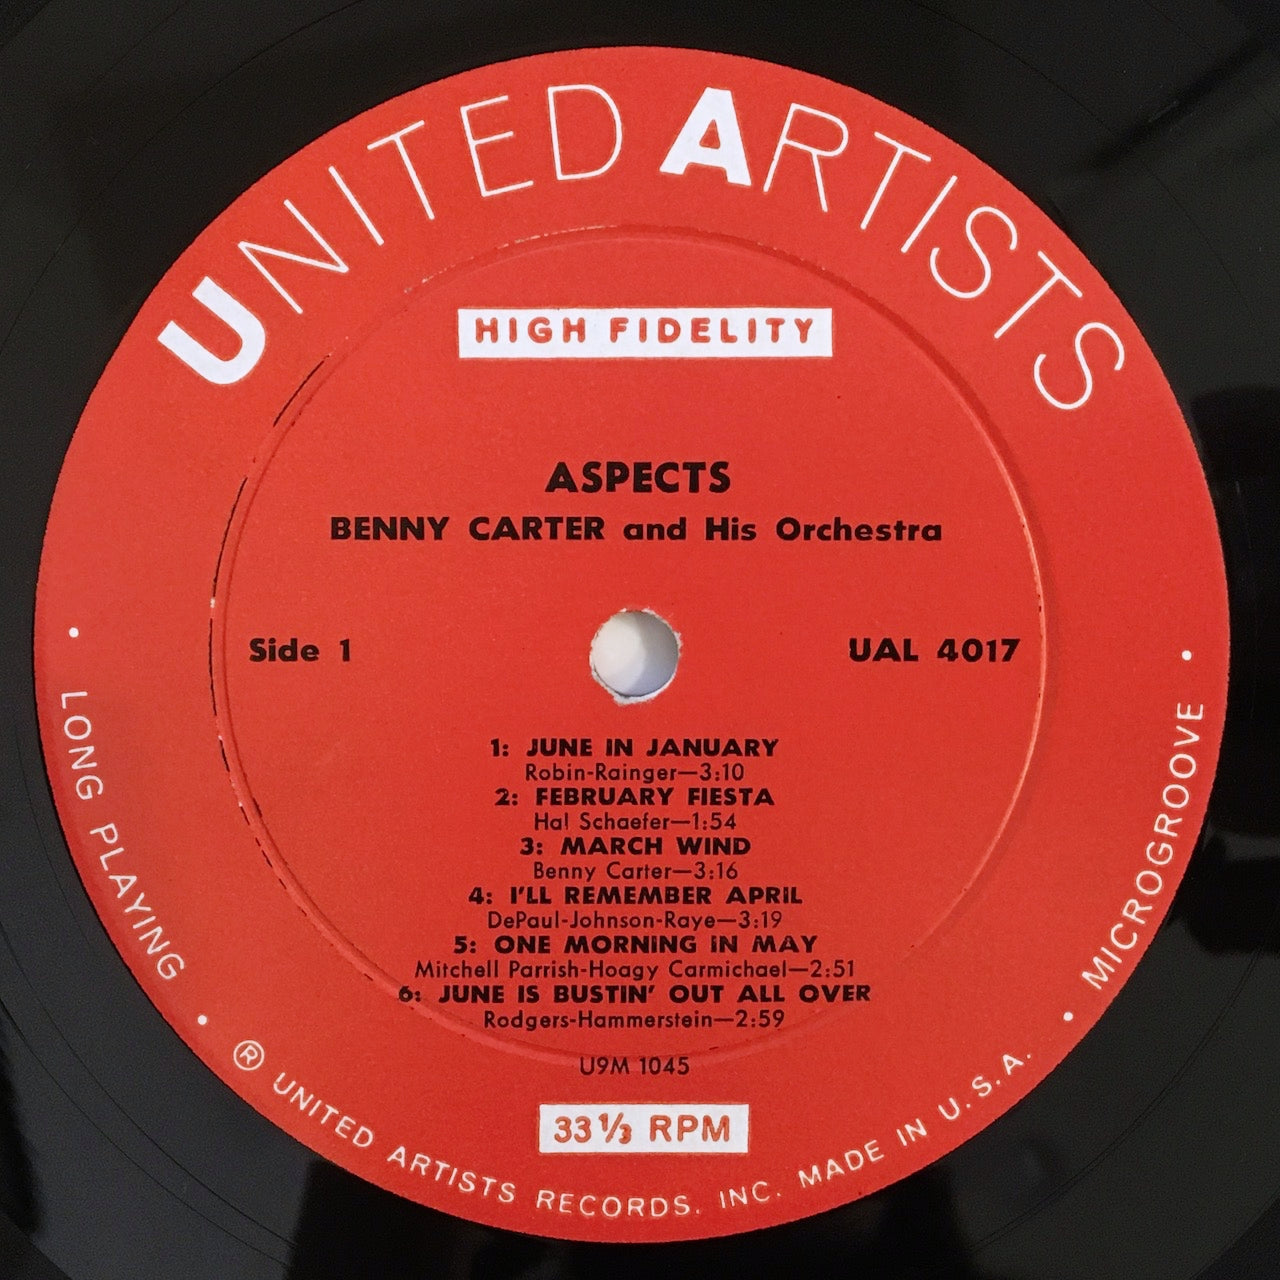 UNITED ARTISTS
HIGH FIDELITY
ASPECTS
BENNY CARTER and His Orchestra
Side 1
UAL 4017
1: JUNE IN JANUARY
Robin-Rainger—3:10
2: FEBRUARY FIESTA
Hal Schaefer—1:54
3: MARCH WIND
Benny Carter—3:16
4: I'LL REMEMBER APRIL
DePaul-Johnson-Raye—3:19
5: ONE MORNING IN MAY
Mitchell Parrish-Hoagy Carmichael—2:51
6: JUNE IS BUSTIN' OUT ALL OVER
Rodgers-Hammerstein—2:59
U9M 1045
33 1/3 RPM
• LONG PLAYING • ® UNITED ARTISTS RECORDS, INC. MADE IN U.S.A. • MICROGROOVE •